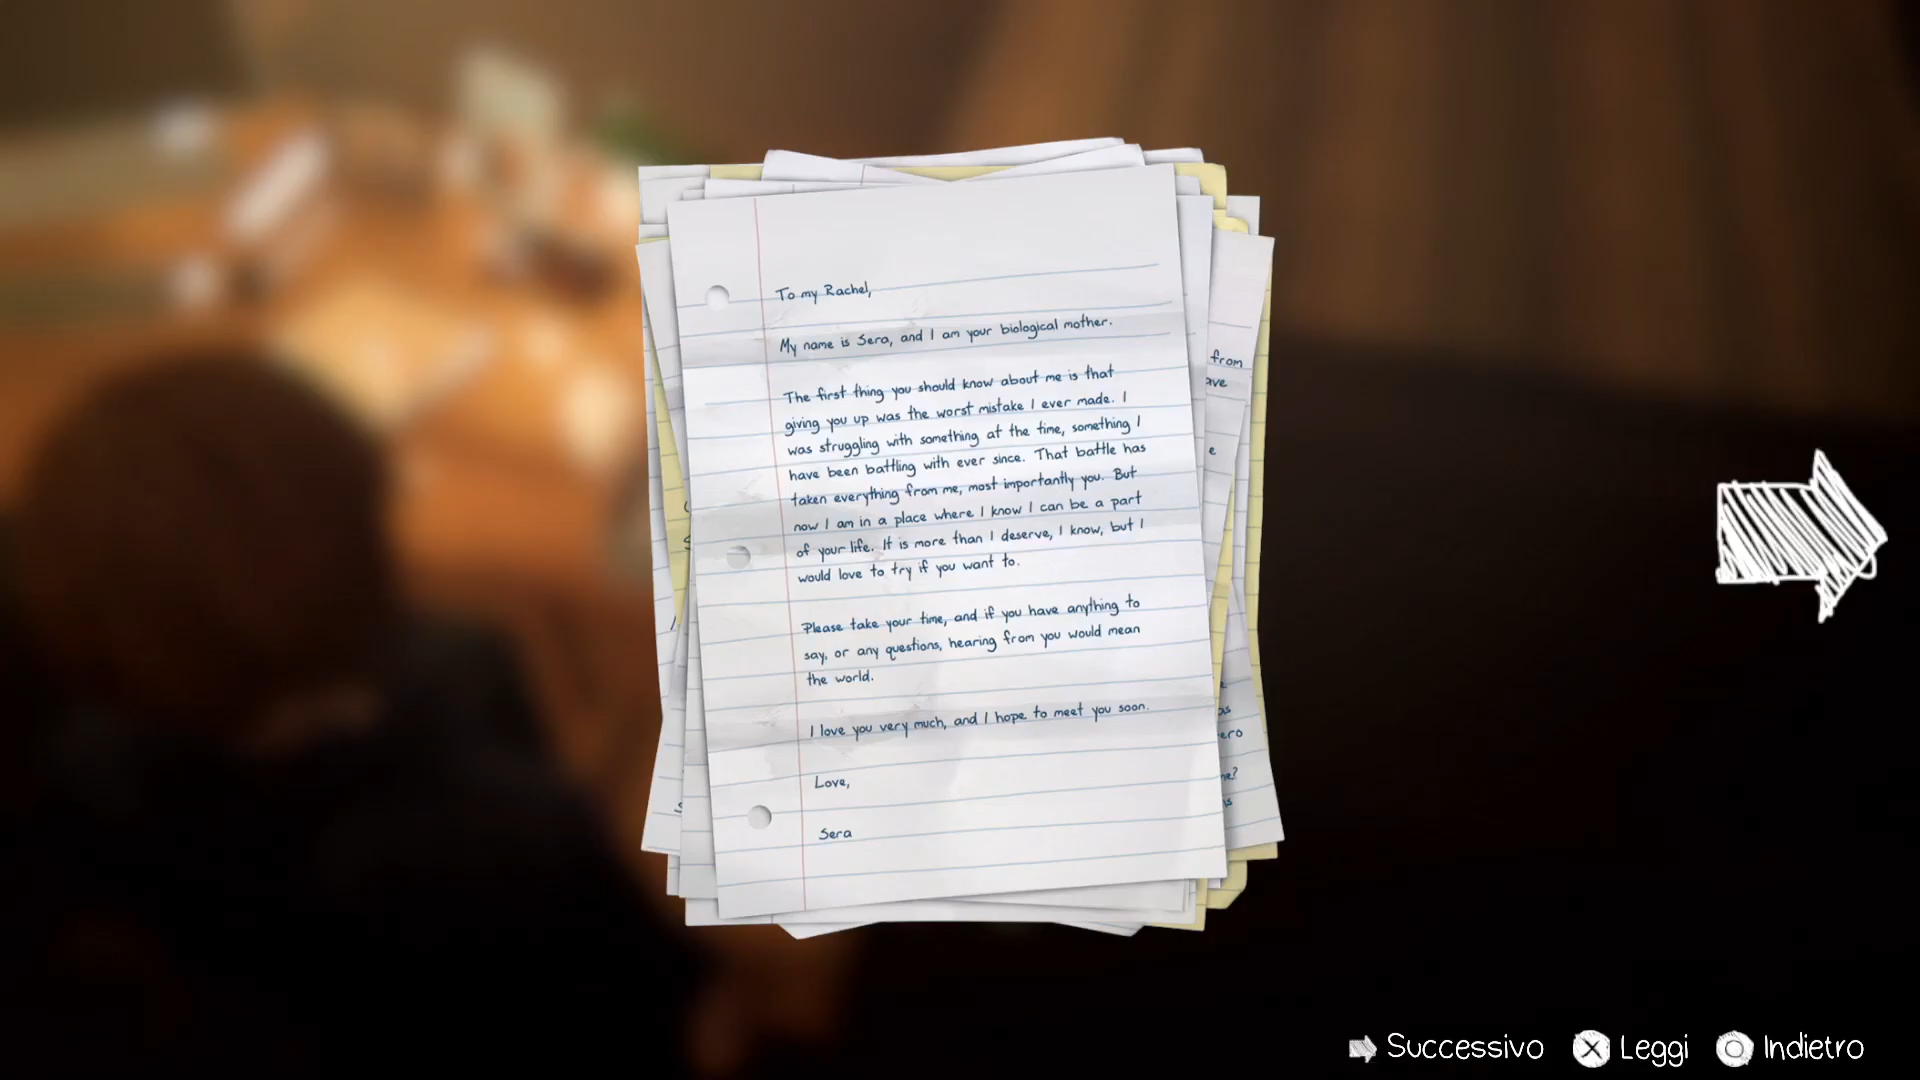 To my Rachel,
My name is Sera, and I am your biological mother.
The first thing you should know about me is that
giving you up was the worst mistake I ever made. I
was struggling with something at the time, something I
have been battling with ever since. That battle has
taken everything from me, most importantly you. But
now I am in a place where I know I can be a part
of your life. It is more than I deserve, I know, but I
would love to try if you want to.
Please take your time, and if you have anything to
say, or any questions, hearing from you would mean
the world.
I love you very much, and I hope to meet you soon.
Love,
Sera
from
Successivo
Leggi
Indietro